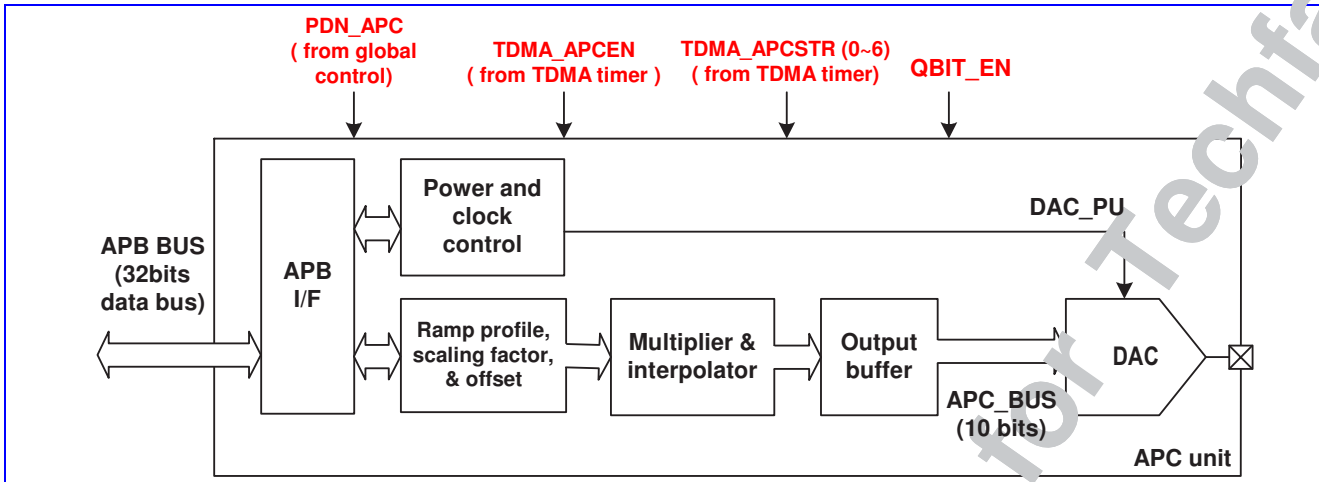 PDN_APC
( from global
control)
TDMA_APCEN
( from TDMA timer )
TDMA_APCSTR (0~6)
( from TDMA timer)
QBIT_EN
APB BUS
(32bits
data bus)
APB
I/F
Power and
clock
control
DAC_PU
Ramp profile,
scaling factor,
& offset
Multiplier &
interpolator
Output
buffer
APC_BUS
(10 bits)
DAC
APC unit
for Techfa